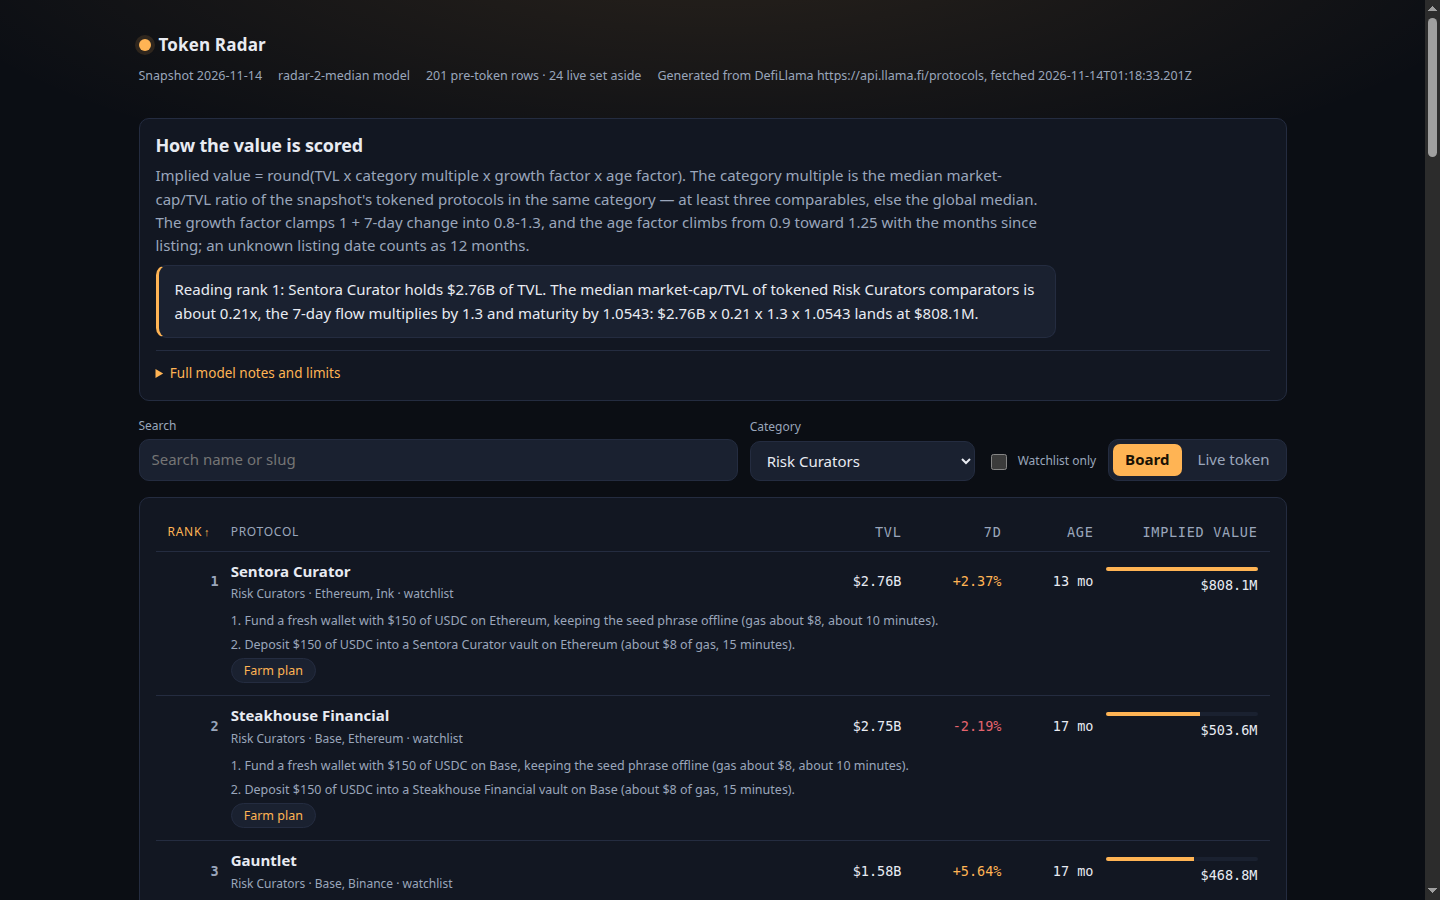 Token Radar
Snapshot 2026-11-14 radar-2-median model 201 pre-token rows · 24 live set aside Generated from DefiLlama https://api.llama.fi/protocols, fetched 2026-11-14T01:18:33.201Z
How the value is scored
Implied value = round(TVL x category multiple x growth factor x age factor). The category multiple is the median market-
cap/TVL ratio of the snapshot's tokened protocols in the same category — at least three comparables, else the global median.
The growth factor clamps 1 + 7-day change into 0.8-1.3, and the age factor climbs from 0.9 toward 1.25 with the months since
listing; an unknown listing date counts as 12 months.
Reading rank 1: Sentora Curator holds $2.76B of TVL. The median market-cap/TVL of tokened Risk Curators comparators is
about 0.21x, the 7-day flow multiplies by 1.3 and maturity by 1.0543: $2.76B x 0.21 x 1.3 x 1.0543 lands at $808.1M.
▶ Full model notes and limits
Search
Category
Search name or slug
Risk Curators
Watchlist only
Board
Live token
RANK↑ PROTOCOL TVL 7D AGE IMPLIED VALUE
1 Sentora Curator $2.76B +2.37% 13 mo $808.1M
Risk Curators · Ethereum, Ink · watchlist
1. Fund a fresh wallet with $150 of USDC on Ethereum, keeping the seed phrase offline (gas about $8, about 10 minutes).
2. Deposit $150 of USDC into a Sentora Curator vault on Ethereum (about $8 of gas, 15 minutes).
Farm plan
2 Steakhouse Financial $2.75B -2.19% 17 mo $503.6M
Risk Curators · Base, Ethereum · watchlist
1. Fund a fresh wallet with $150 of USDC on Base, keeping the seed phrase offline (gas about $8, about 10 minutes).
2. Deposit $150 of USDC into a Steakhouse Financial vault on Base (about $8 of gas, 15 minutes).
Farm plan
3 Gauntlet $1.58B +5.64% 17 mo $468.8M
Risk Curators · Base, Binance · watchlist